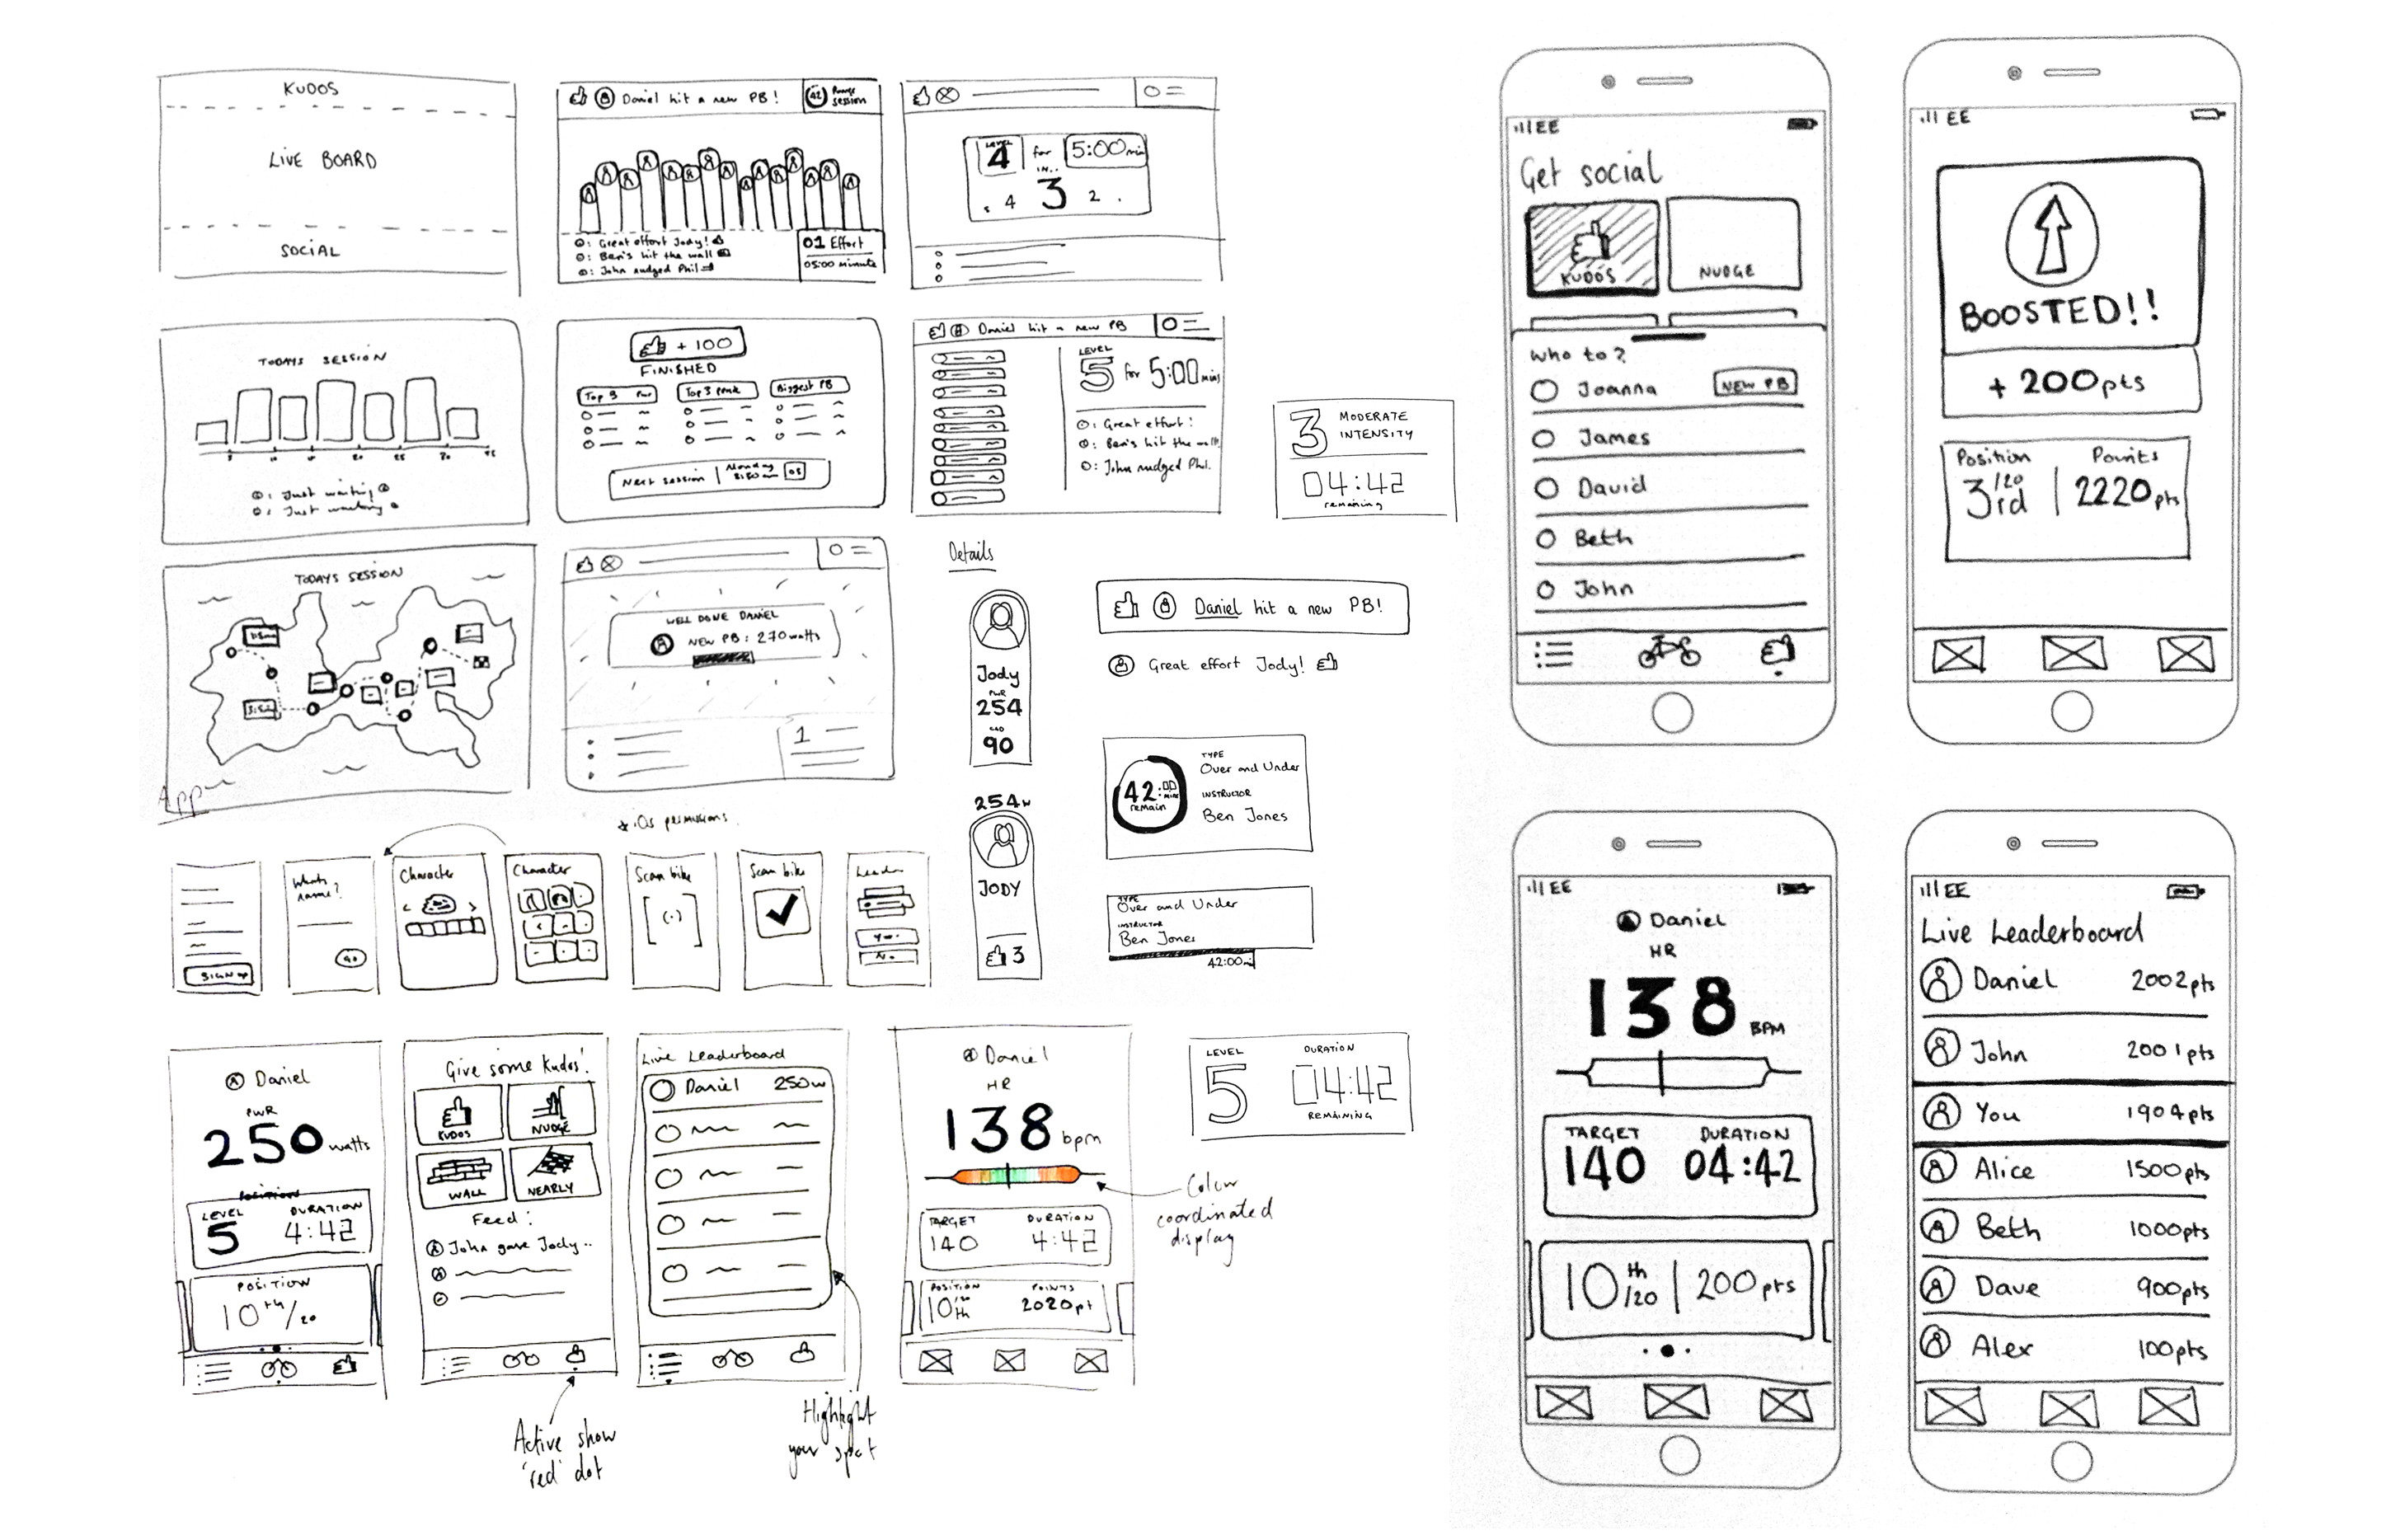 KUDOS
LIVE BOARD
SOCIAL
Daniel hit a new PB!
42
session
: Great effort Jody!
: Ben's hit the wall
: John nudged Phil
01 Effort
05:00 minute
LEVEL
4 for 5:00 min
IN..
4 3 2
TODAYS SESSION
: Just waiting
: Just waiting
+ 100
FINISHED
Top 3 Pwr
Top 3 peak
Biggest PB
Next session
Monday
Daniel hit a new PB
LEVEL
5 for 5:00 mins
: Great effort!
: Ben's hit the wall
: John nudged Phil.
3 MODERATE
INTENSITY
04:42
remaining
TODAYS SESSION
WELL DONE DANIEL
NEW PB: 270 watts
1
Details
Jody
PWR
254
CAD
90
Daniel hit a new PB!
Great effort Jody!
42:00
MINS
remain
TYPE
Over and Under
INSTRUCTOR
Ben Jones
254w
JODY
3
TYPE
Over and Under
INSTRUCTOR
Ben Jones
42:00
App
* iOs permissions
SIGN UP
Whats
name?
GO
Character
Character
Scan bike
Scan bike
Leader
Daniel
PWR
250 watts
Position
LEVEL
5
DURATION
4:42
POSITION
10th/20
Give some Kudos!
KUDOS
NUDGE
WALL
NEARLY
Feed:
John gave Jody..
Active show
'red' dot
Live Leaderboard
Daniel 250w
Highlight
your spot
Daniel
HR
138 bpm
TARGET
140
DURATION
4:42
POSITION
10th/20
POINTS
2020pt
Colour
coordinated
display
LEVEL
5
DURATION
04:42
REMAINING
EE
Get social
KUDOS
NUDGE
Who to?
Joanna NEW PB
James
David
Beth
John
EE
BOOSTED!!
+ 200pts
Position
3rd/20
Points
2220pts
EE
Daniel
HR
138 BPM
TARGET
140
DURATION
04:42
10th/20 | 200pts
EE
Live Leaderboard
Daniel 2002pts
John 2001pts
You 1904pts
Alice 1500pts
Beth 1000pts
Dave 900pts
Alex 100pts